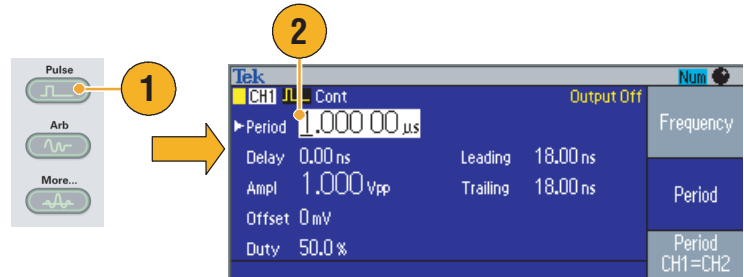 2
Pulse
1
Arb
More...
Tek Num
CH1 Cont Output Off
Period 1.000 00 µs
Delay 0.00 ns Leading 18.00 ns
Ampl 1.000 Vpp Trailing 18.00 ns
Offset 0 mV
Duty 50.0 %
Frequency
Period
Period
CH1=CH2